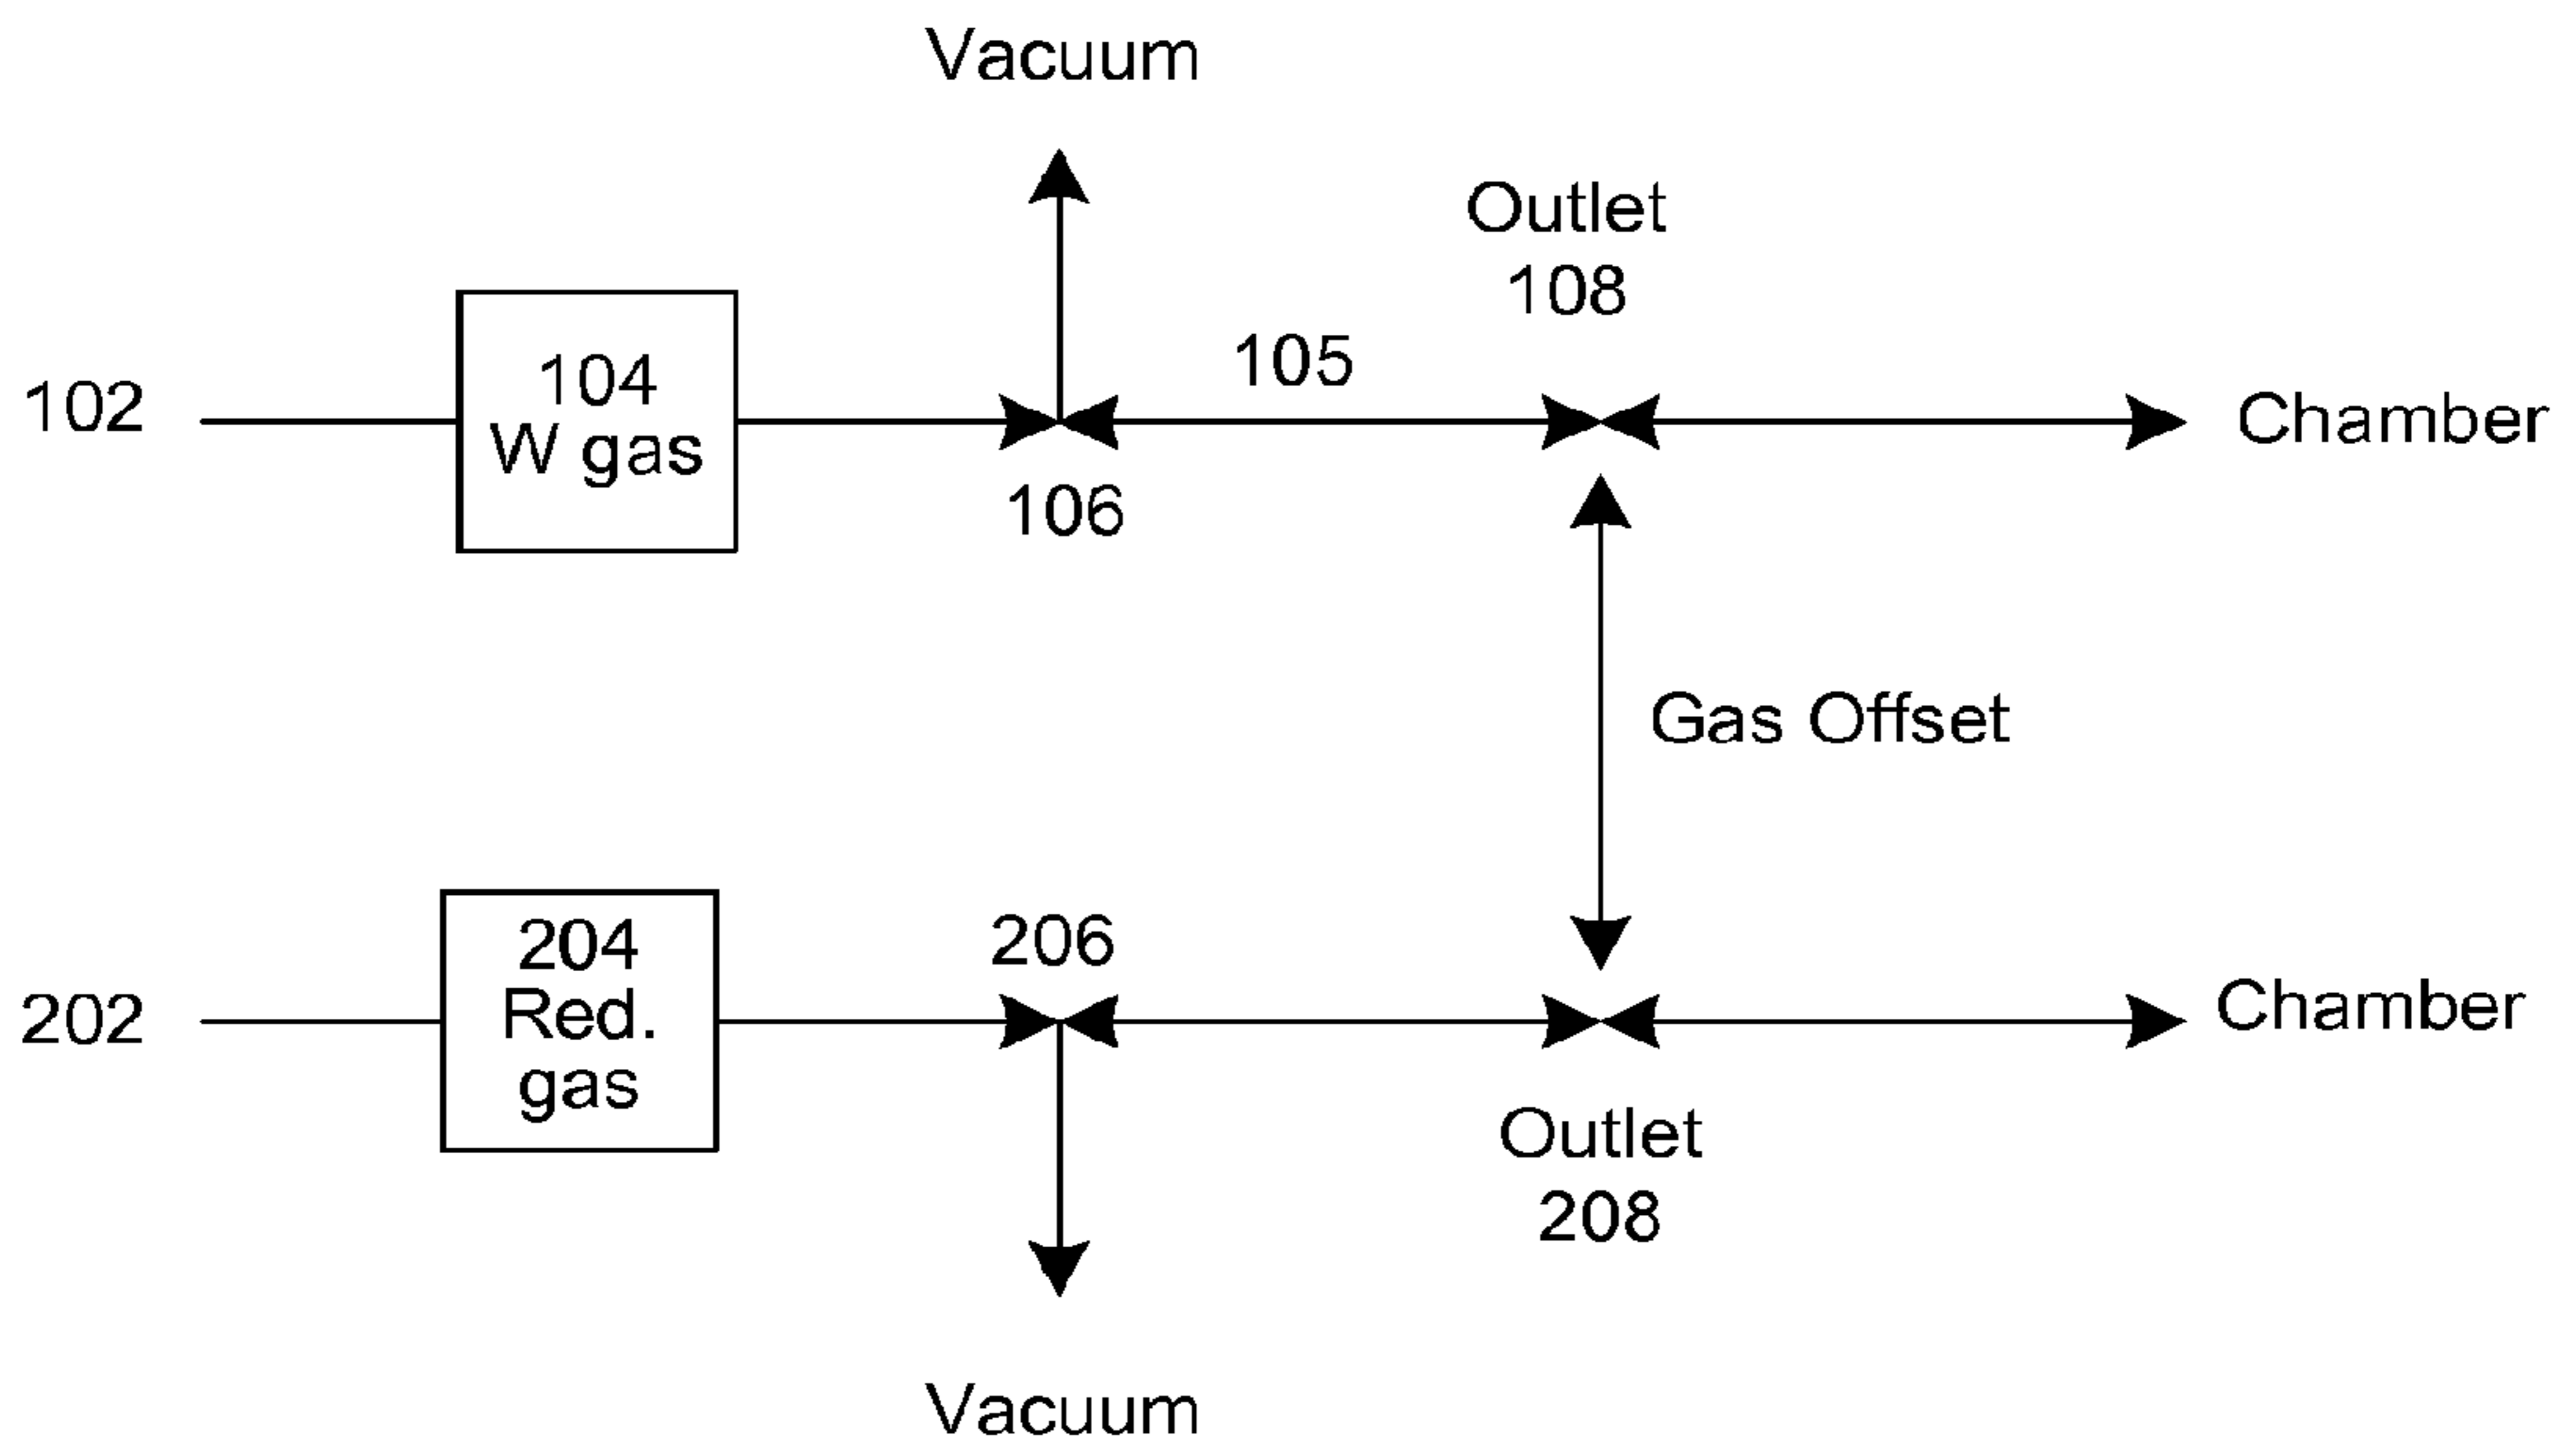 Vacuum
Outlet
108
105
102
104
W gas
Chamber
106
Gas Offset
206
204
Red.
gas
202
Chamber
Outlet
208
Vacuum